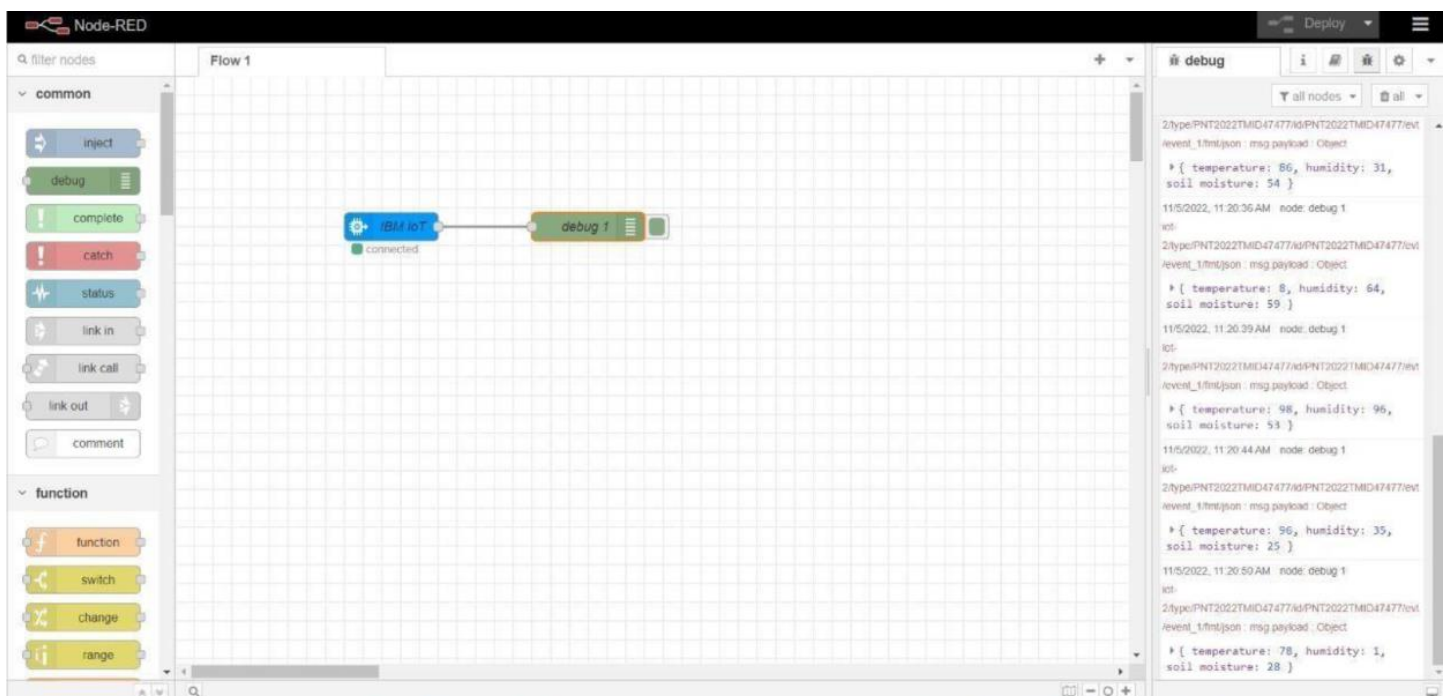 Node-RED
Deploy
filter nodes
common
inject
debug
complete
catch
status
link in
link call
link out
comment
function
function
switch
change
range
Flow 1
IBM IoT
connected
debug 1
debug
i
all nodes
all
2/type/PNT2022TMID47477/id/PNT2022TMID47477/evt
/event_1/fmt/json : msg.payload : Object
{ temperature: 86, humidity: 31,
soil moisture: 54 }
11/5/2022, 11:20:36 AM node: debug 1
iot-
2/type/PNT2022TMID47477/id/PNT2022TMID47477/evt
/event_1/fmt/json : msg.payload : Object
{ temperature: 8, humidity: 64,
soil moisture: 59 }
11/5/2022, 11:20:39 AM node: debug 1
iot-
2/type/PNT2022TMID47477/id/PNT2022TMID47477/evt
/event_1/fmt/json : msg.payload : Object
{ temperature: 98, humidity: 96,
soil moisture: 53 }
11/5/2022, 11:20:44 AM node: debug 1
iot-
2/type/PNT2022TMID47477/id/PNT2022TMID47477/evt
/event_1/fmt/json : msg.payload : Object
{ temperature: 96, humidity: 35,
soil moisture: 25 }
11/5/2022, 11:20:50 AM node: debug 1
iot-
2/type/PNT2022TMID47477/id/PNT2022TMID47477/evt
/event_1/fmt/json : msg.payload : Object
{ temperature: 78, humidity: 1,
soil moisture: 28 }